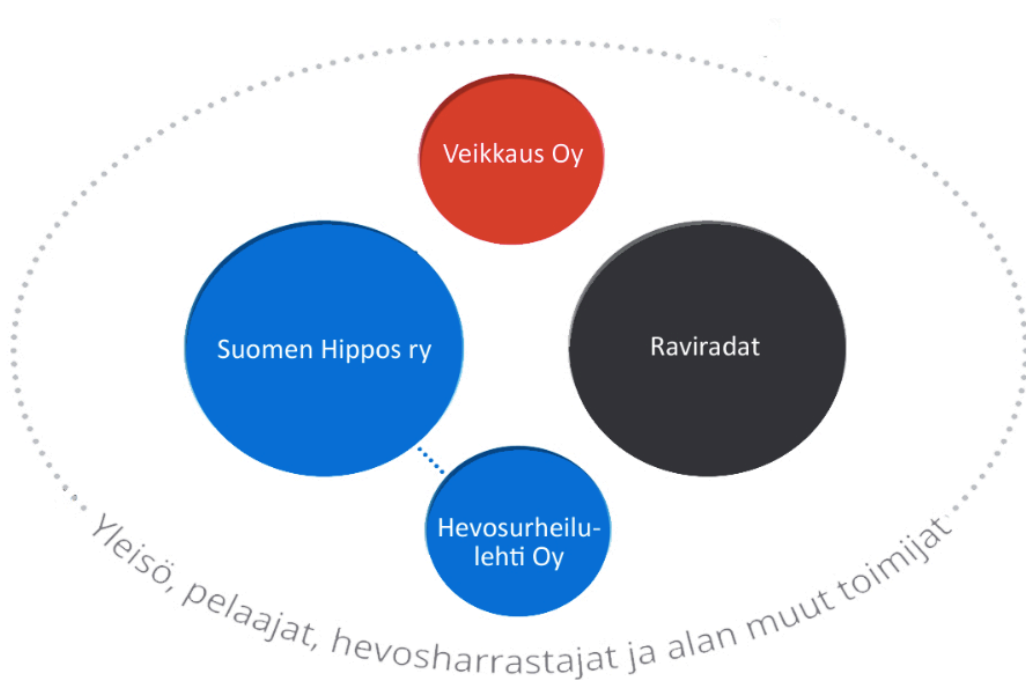 Veikkaus Oy
Suomen Hippos ry
Raviradat
Hevosurheilu-
lehti Oy
Yleisö, pelaajat, hevosharrastajat ja alan muut toimijat